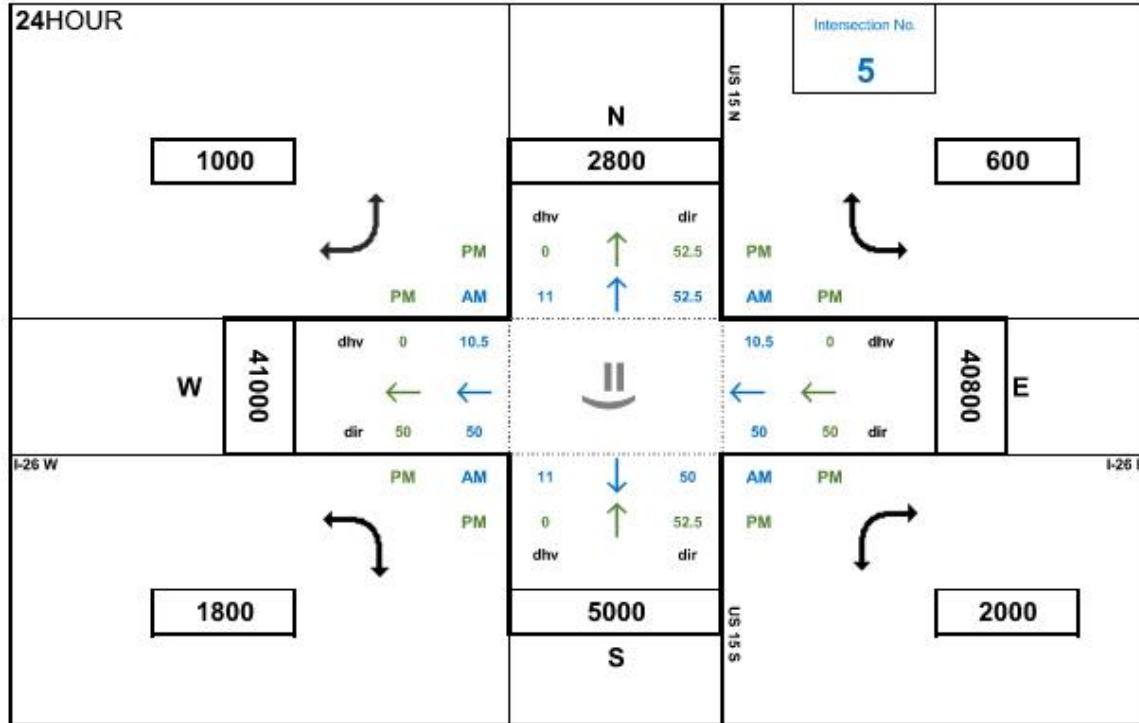 24HOUR
Intersection No.
5
US 15 N
N
1000
2800
600
dhv dir
PM 0 52.5 PM
PM AM 11 52.5 AM PM
dhv 0 10.5 10.5 0 dhv
W 41000 40800 E
dir 50 50 50 50 dir
I-26 W
I-26
PM AM 11 50 AM PM
PM 0 52.5 PM
dhv dir
1800
5000
2000
US 15 S
S